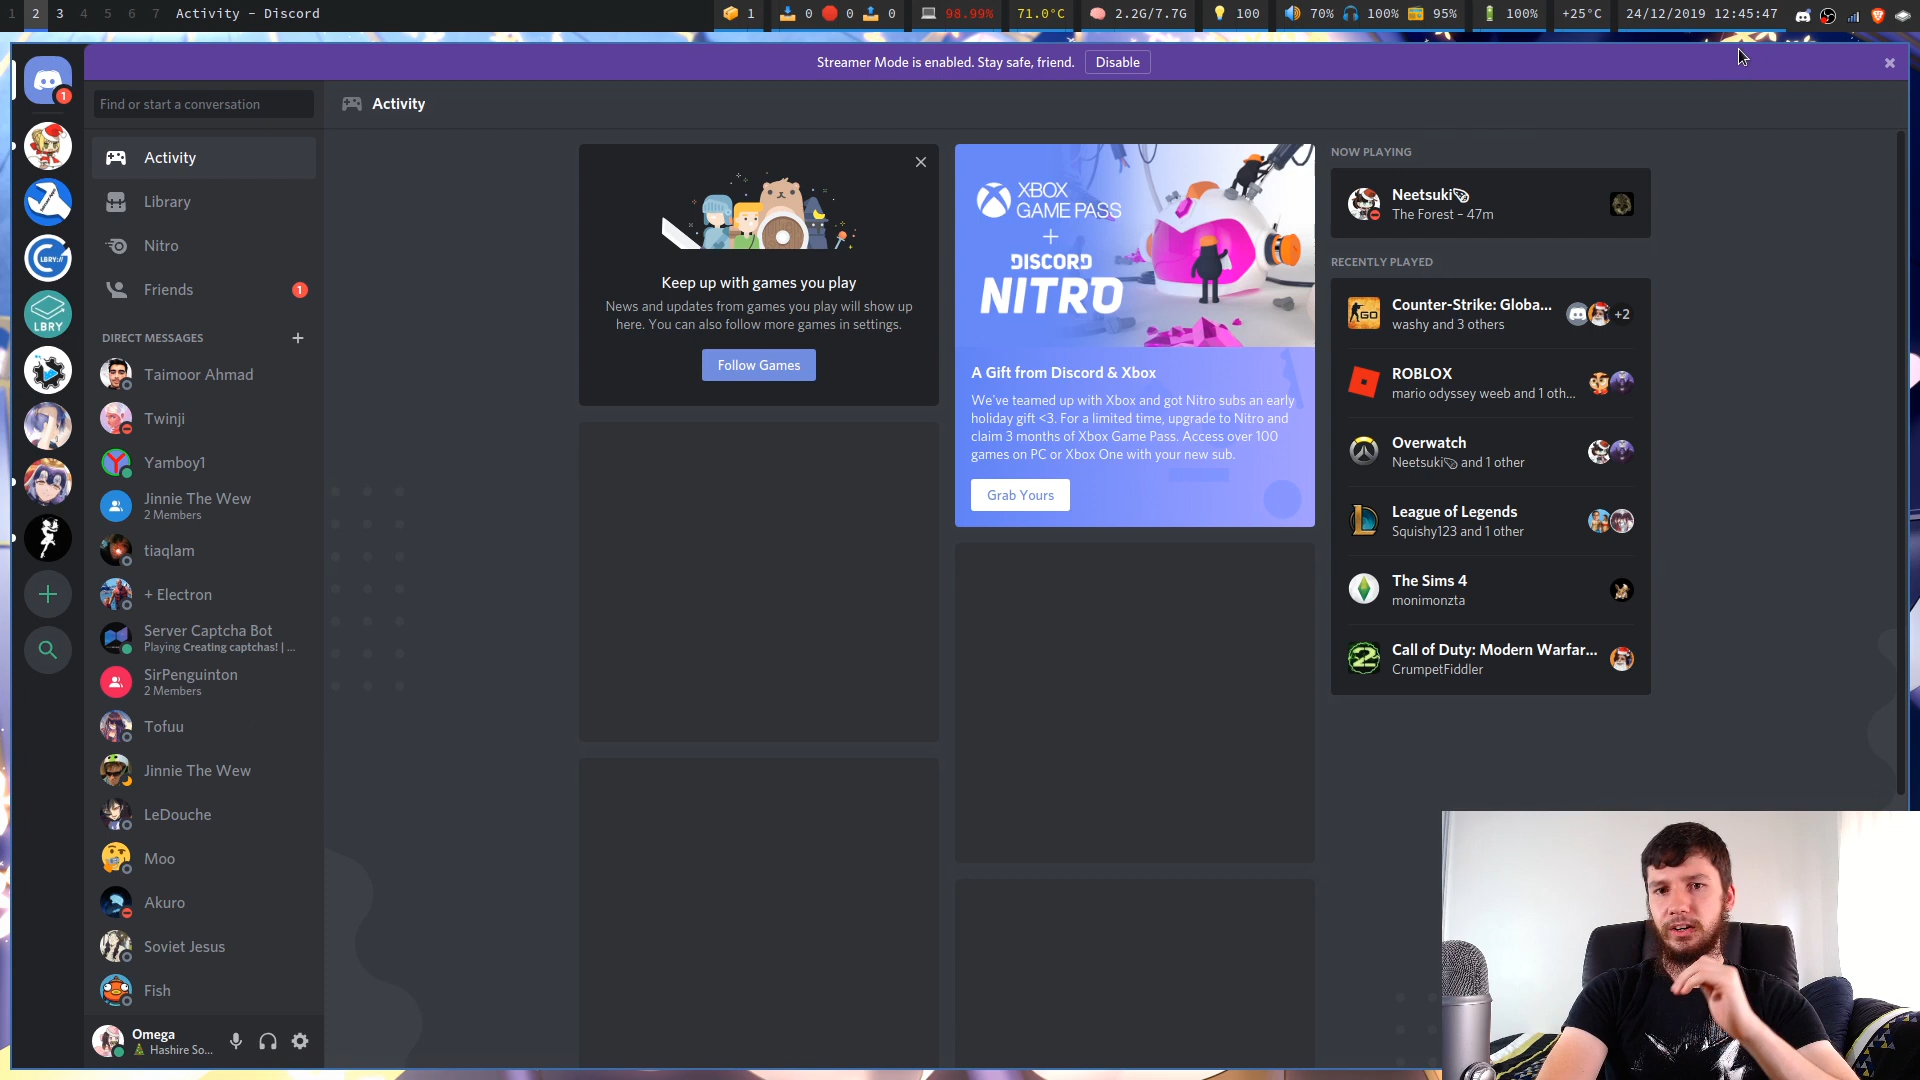 1 2 3 4 5 6 7 Activity - Discord
1 0 0 0 98.99% 71.0°C 2.2G/7.7G 100 70% 100% 95% 100% +25°C 24/12/2019 12:45:47
Streamer Mode is enabled. Stay safe, friend. Disable
Find or start a conversation
Activity
1
Activity
Library
Nitro
Friends 1
DIRECT MESSAGES
Taimoor Ahmad
Twinji
Yamboy1
Jinnie The Wew
2 Members
tiaqlam
+ Electron
Server Captcha Bot
Playing Creating captchas! | ...
SirPenguinton
2 Members
Tofuu
Jinnie The Wew
LeDouche
Moo
Akuro
Soviet Jesus
Fish
Omega
Hashire So...
LBRY://
LBRY
Keep up with games you play
News and updates from games you play will show up
here. You can also follow more games in settings.
Follow Games
XBOX
GAME PASS
+
DISCORD
NITRO
A Gift from Discord & Xbox
We've teamed up with Xbox and got Nitro subs an early
holiday gift <3. For a limited time, upgrade to Nitro and
claim 3 months of Xbox Game Pass. Access over 100
games on PC or Xbox One with your new sub.
Grab Yours
NOW PLAYING
Neetsuki
The Forest – 47m
RECENTLY PLAYED
GO
Counter-Strike: Globa...
washy and 3 others
+2
ROBLOX
mario odyssey weeb and 1 oth...
Overwatch
Neetsuki and 1 other
League of Legends
Squishy123 and 1 other
The Sims 4
monimonzta
2
Call of Duty: Modern Warfar...
CrumpetFiddler